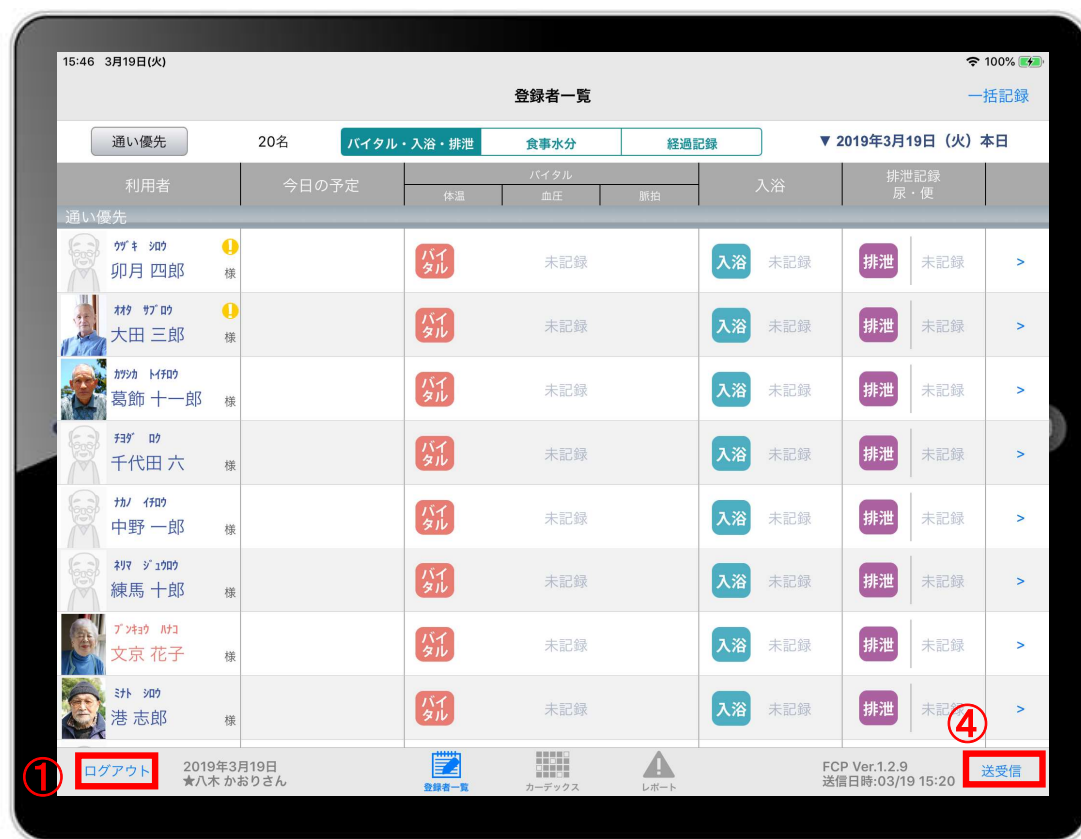 15:46 3月19日(火) 100%
登録者一覧 一括記録
通い優先 20名 バイタル・入浴・排泄 食事水分 経過記録 ▼ 2019年3月19日（火）本日
利用者 今日の予定 バイタル 入浴 排泄記録
尿・便
体温 血圧 脈拍
通い優先
ｳﾂﾞｷ ｼﾛｳ
卯月 四郎 様 バイタル 未記録 入浴 未記録 排泄 未記録 >
ｵｵﾀ ｻﾌﾞﾛｳ
大田 三郎 様 バイタル 未記録 入浴 未記録 排泄 未記録 >
ｶﾂｼｶ ﾄｲﾁﾛｳ
葛飾 十一郎 様 バイタル 未記録 入浴 未記録 排泄 未記録 >
ﾁﾖﾀﾞ ﾛｸ
千代田 六 様 バイタル 未記録 入浴 未記録 排泄 未記録 >
ﾅｶﾉ ｲﾁﾛｳ
中野 一郎 様 バイタル 未記録 入浴 未記録 排泄 未記録 >
ﾈﾘﾏ ｼﾞｭｳﾛｳ
練馬 十郎 様 バイタル 未記録 入浴 未記録 排泄 未記録 >
ﾌﾞﾝｷｮｳ ﾊﾅｺ
文京 花子 様 バイタル 未記録 入浴 未記録 排泄 未記録 >
ﾐﾅﾄ ｼﾛｳ
港 志郎 様 バイタル 未記録 入浴 未記録 排泄 未記録 >
④
① ログアウト 2019年3月19日 FCP Ver.1.2.9 送受信
★八木 かおりさん 登録者一覧 カーデックス レポート 送信日時:03/19 15:20